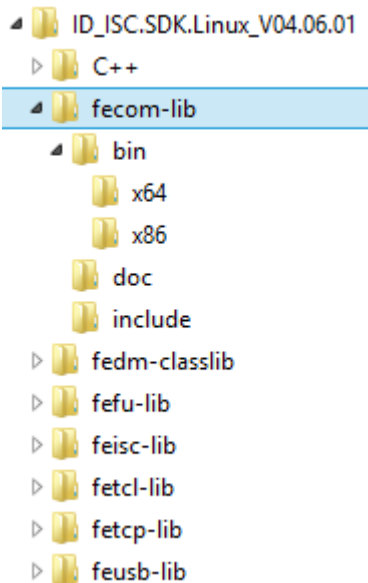 ID_ISC.SDK.Linux_V04.06.01
C++
fecom-lib
bin
x64
x86
doc
include
fedm-classlib
fefu-lib
feisc-lib
fetcl-lib
fetcp-lib
feusb-lib